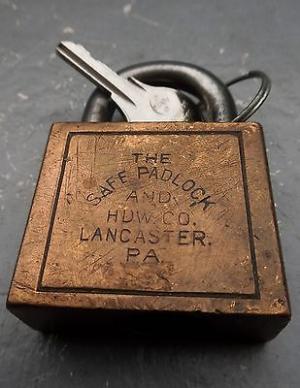 THE
SAFE PADLOCK
AND
HDW. CO.
LANCASTER.
PA.